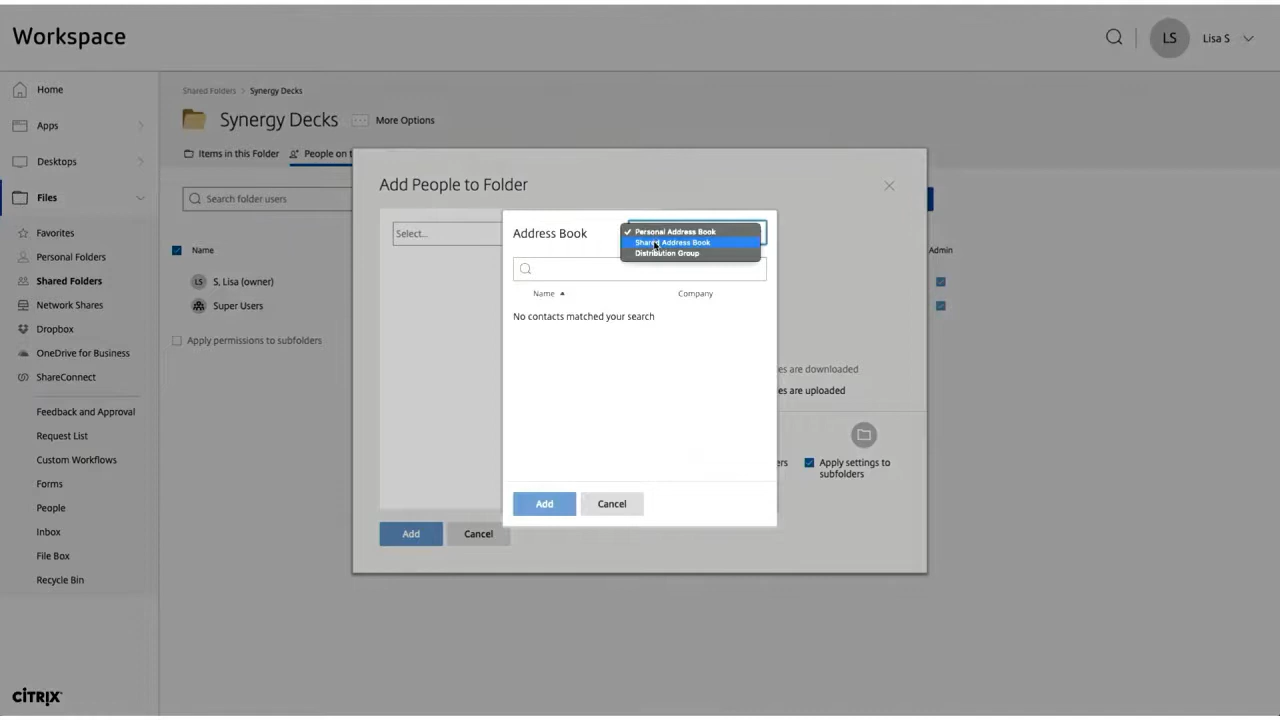 Workspace
LS
Lisa S
Home
Apps
Desktops
Files
Favorites
Personal Folders
Shared Folders
Network Shares
Dropbox
OneDrive for Business
ShareConnect
Feedback and Approval
Request List
Custom Workflows
Forms
People
Inbox
File Box
Recycle Bin
CITRIX
Shared Folders > Synergy Decks
Synergy Decks
More Options
Items in this Folder
People on t
Search folder users
Name
Admin
LS S, Lisa (owner)
Super Users
Apply permissions to subfolders
Add People to Folder
Select...
es are downloaded
es are uploaded
ers
Apply settings to
subfolders
Add
Cancel
Address Book
Personal Address Book
Shared Address Book
Distribution Group
Name
Company
No contacts matched your search
Add
Cancel